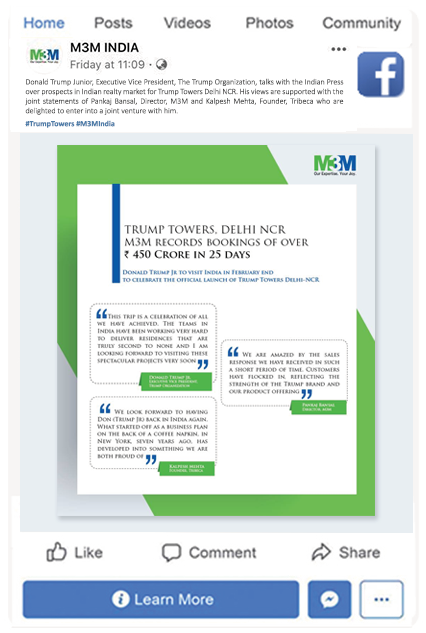 Home Posts Videos Photos Community
M3M INDIA
M3M
Our Expertise. Your Joy.
Friday at 11:09 ·
Donald Trump Junior, Executive Vice President, The Trump Organization, talks with the Indian Press
over prospects in Indian realty market for Trump Towers Delhi NCR. His views are supported with the
joint statements of Pankaj Bansal, Director, M3M and Kalpesh Mehta, Founder, Tribeca who are
delighted to enter into a joint venture with him.
#TrumpTowers #M3MIndia
M3M
Our Expertise. Your Joy.
TRUMP TOWERS, DELHI NCR
M3M RECORDS BOOKINGS OF OVER
₹ 450 CRORE IN 25 DAYS
DONALD TRUMP JR TO VISIT INDIA IN FEBRUARY END
TO CELEBRATE THE OFFICIAL LAUNCH OF TRUMP TOWERS DELHI-NCR
“THIS TRIP IS A CELEBRATION OF ALL
WE HAVE ACHIEVED. THE TEAMS IN
INDIA HAVE BEEN WORKING VERY HARD
TO DELIVER RESIDENCES THAT ARE
TRULY SECOND TO NONE AND I AM
LOOKING FORWARD TO VISITING THESE
SPECTACULAR PROJECTS VERY SOON”
DONALD TRUMP JR.
EXECUTIVE VICE PRESIDENT,
TRUMP ORGANIZATION
“WE ARE AMAZED BY THE SALES
RESPONSE WE HAVE RECEIVED IN SUCH
A SHORT PERIOD OF TIME. CUSTOMERS
HAVE FLOCKED IN, REFLECTING THE
STRENGTH OF THE TRUMP BRAND AND
OUR PRODUCT OFFERING”
PANKAJ BANSAL
DIRECTOR, M3M
“WE LOOK FORWARD TO HAVING
DON (TRUMP JR) BACK IN INDIA AGAIN.
WHAT STARTED OFF AS A BUSINESS PLAN
ON THE BACK OF A COFFEE NAPKIN, IN
NEW YORK, SEVEN YEARS AGO, HAS
DEVELOPED INTO SOMETHING WE ARE
BOTH PROUD OF”
KALPESH MEHTA
FOUNDER, TRIBECA
Like Comment Share
Learn More